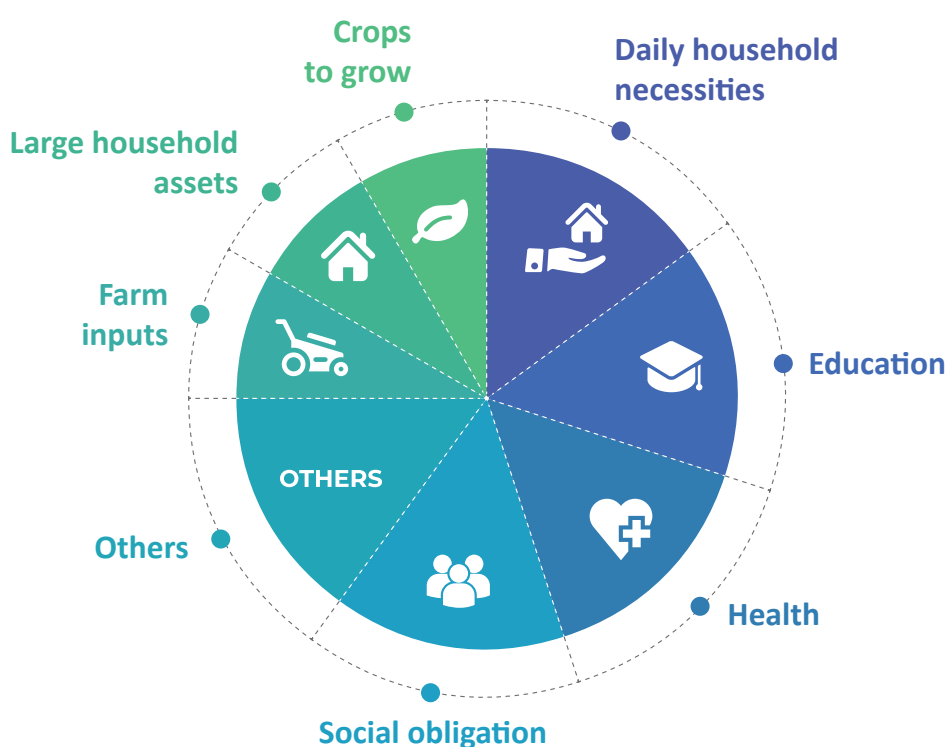 Crops
to grow
Daily household
necessities
Large household
assets
Farm
inputs
Education
OTHERS
Others
Health
Social obligation